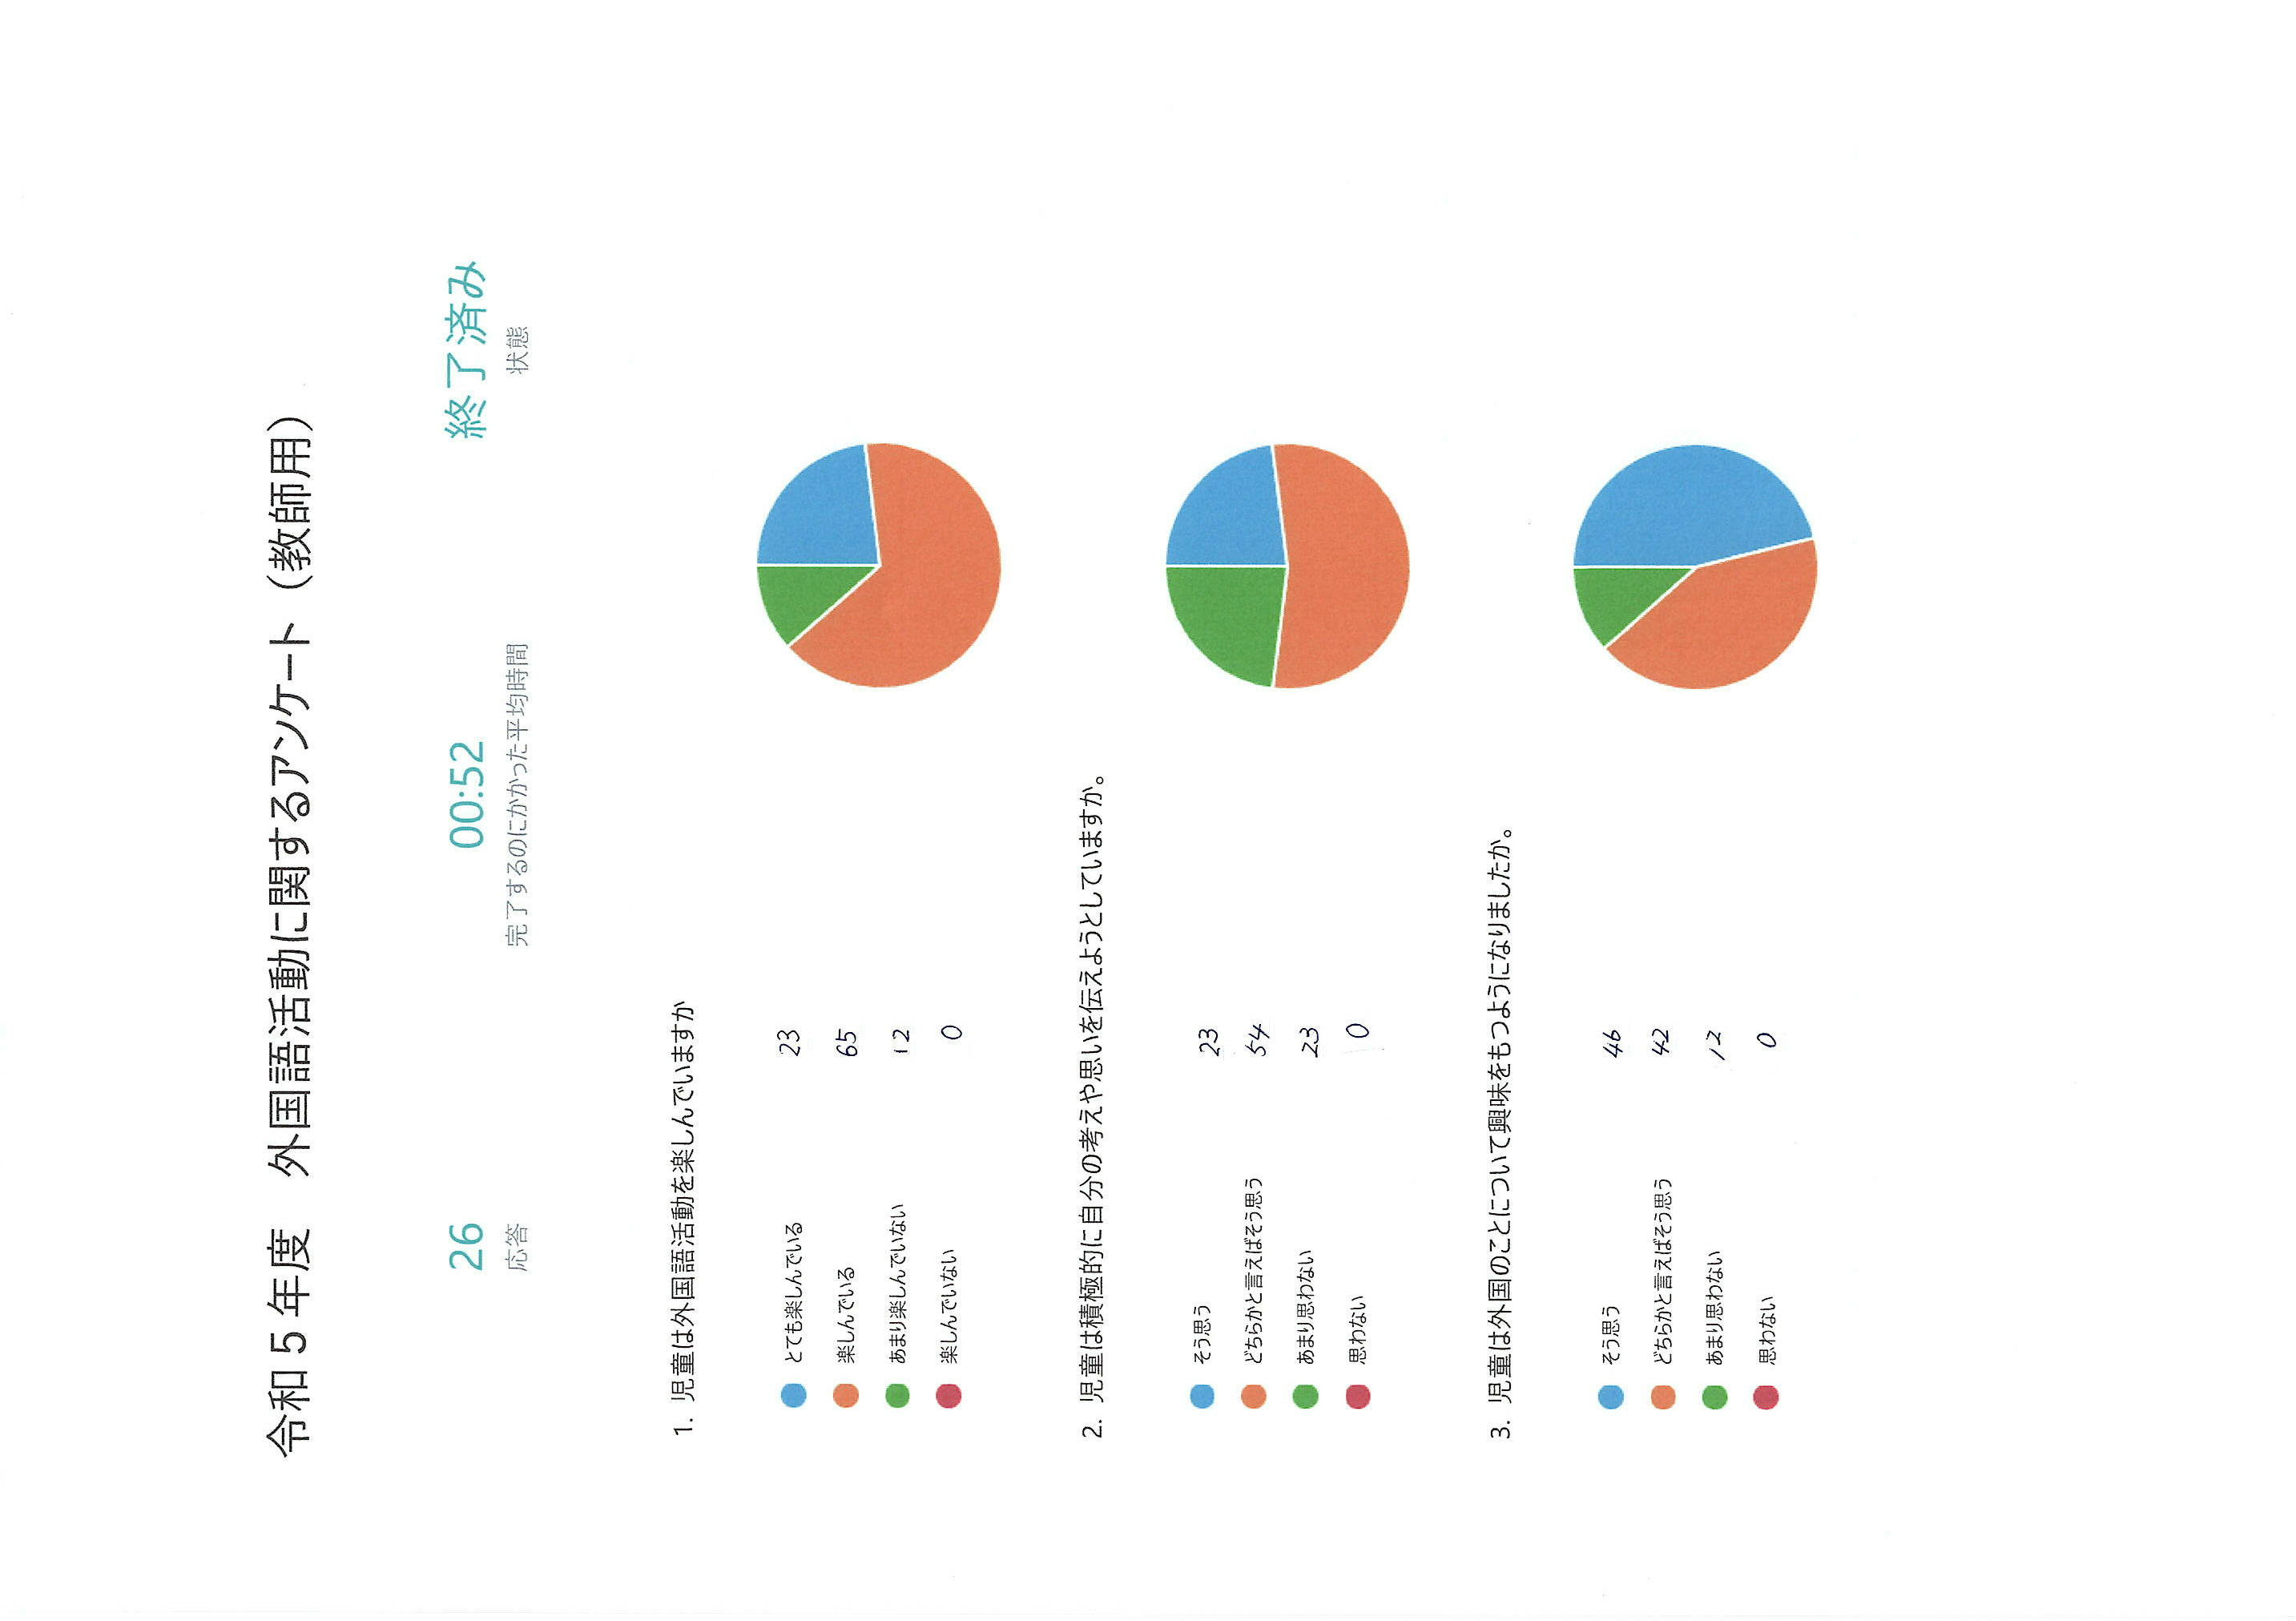 令和５年度　外国語活動に関するアンケート（教師用）
26 00:52 終了済み
応答 完了するのにかかった平均時間 状態
1. 児童は外国語活動を楽しんでいますか
とても楽しんでいる 23
楽しんでいる 65
あまり楽しんでいない 12
楽しんでいない 0
2. 児童は積極的に自分の考えや思いを伝えようとしていますか。
そう思う 23
どちらかと言えばそう思う 54
あまり思わない 23
思わない 0
3. 児童は外国のことについて興味をもつようになりましたか。
そう思う 46
どちらかと言えばそう思う 42
あまり思わない 12
思わない 0